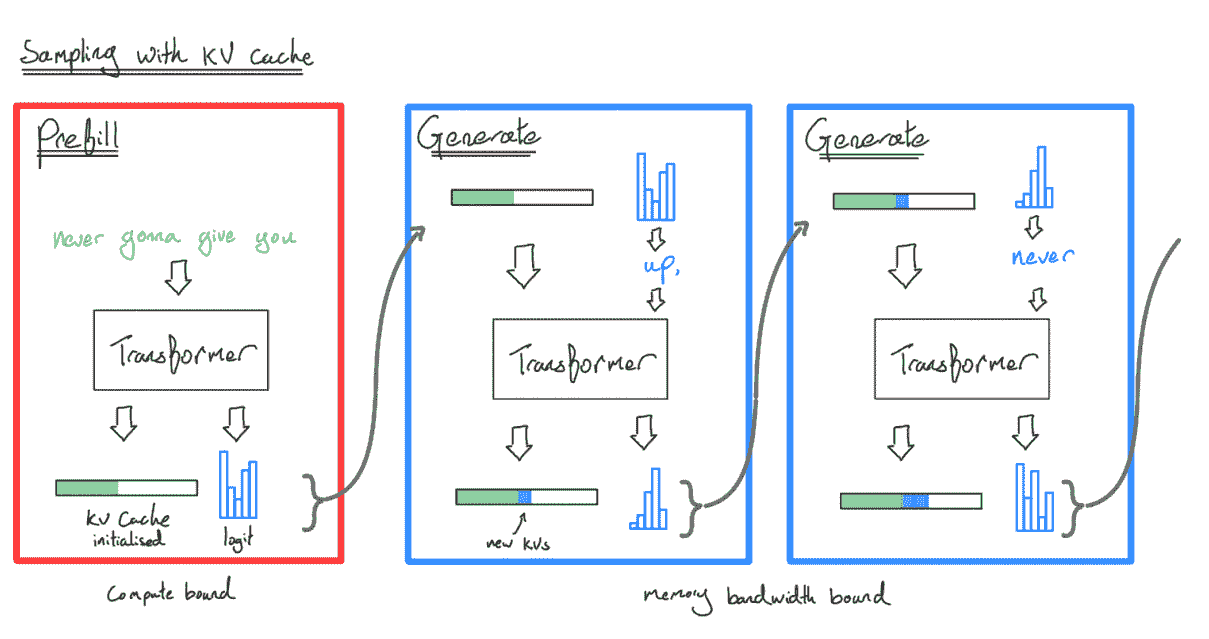 Sampling with KV Cache
Prefill
never gonna give you
Transformer
KV Cache
initialised
logit
Compute bound
Generate
up,
Transformer
new KVs
Generate
never
Transformer
memory bandwidth bound